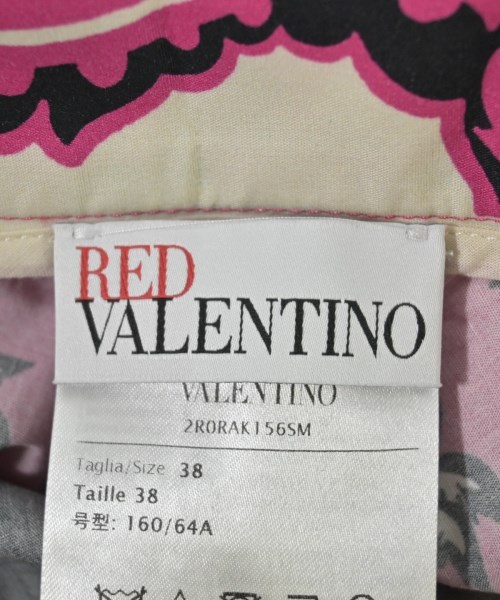 RED
VALENTINO
VALENTINO
2R0RAK156SM
Taglia/Size 38
Taille 38
号型: 160/64A